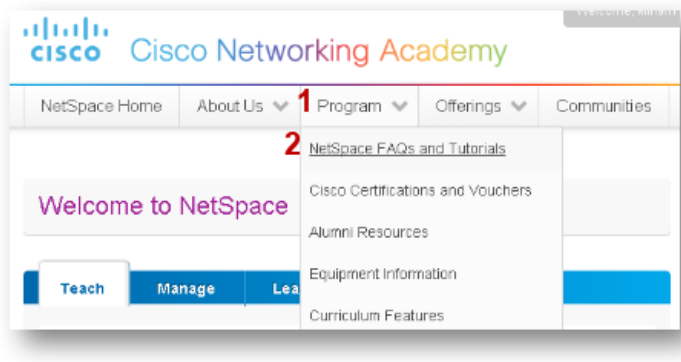 Welcome,
cisco Cisco Networking Academy
NetSpace Home About Us 1 Program Offerings Communities
2 NetSpace FAQs and Tutorials
Cisco Certifications and Vouchers
Welcome to NetSpace
Alumni Resources
Equipment Information
Teach Manage Lea
Curriculum Features